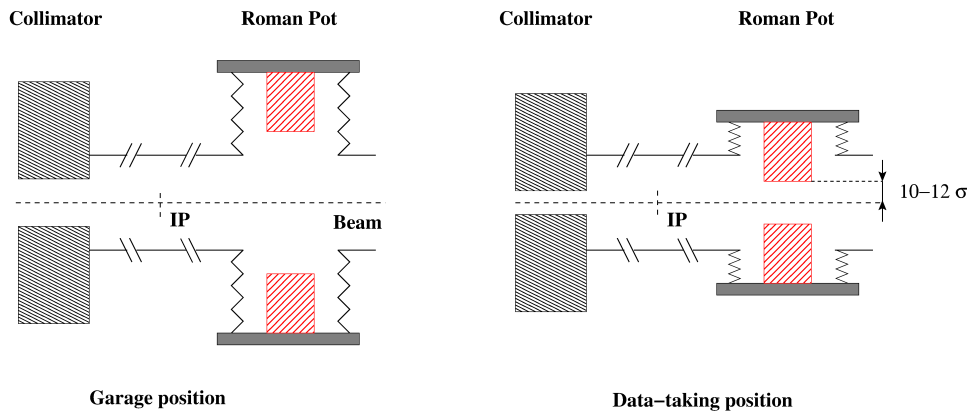 Collimator
Roman Pot
Collimator
Roman Pot
10−12 σ
IP
Beam
IP
Garage position
Data−taking position